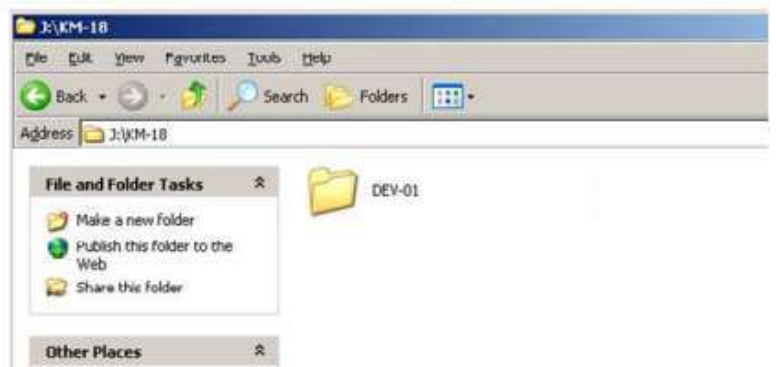 J:\KM-18
File Edit View Favorites Tools Help
Back Search Folders
Address J:\KM-18
File and Folder Tasks
Make a new folder
Publish this folder to the
Web
Share this folder
Other Places
DEV-01